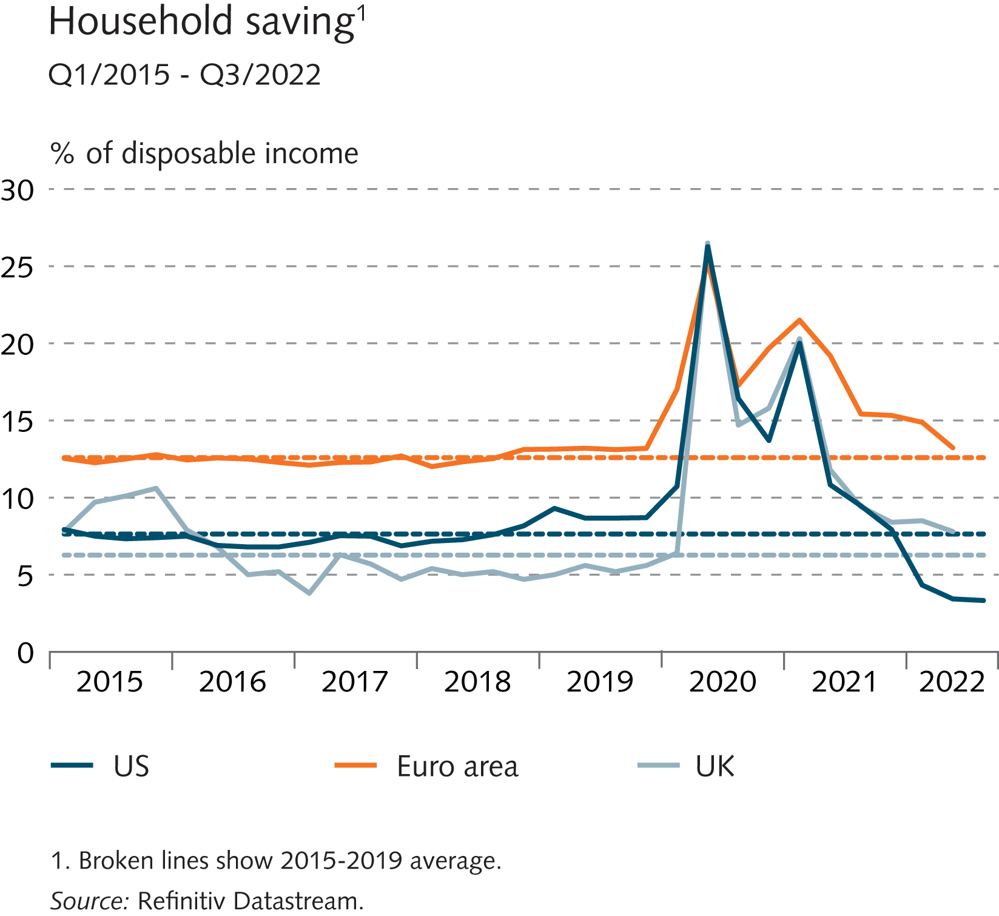 Household saving¹
Q1/2015 - Q3/2022
% of disposable income
30
25
20
15
10
5
0
2015 2016 2017 2018 2019 2020 2021 2022
US Euro area UK
1. Broken lines show 2015-2019 average.
Source: Refinitiv Datastream.